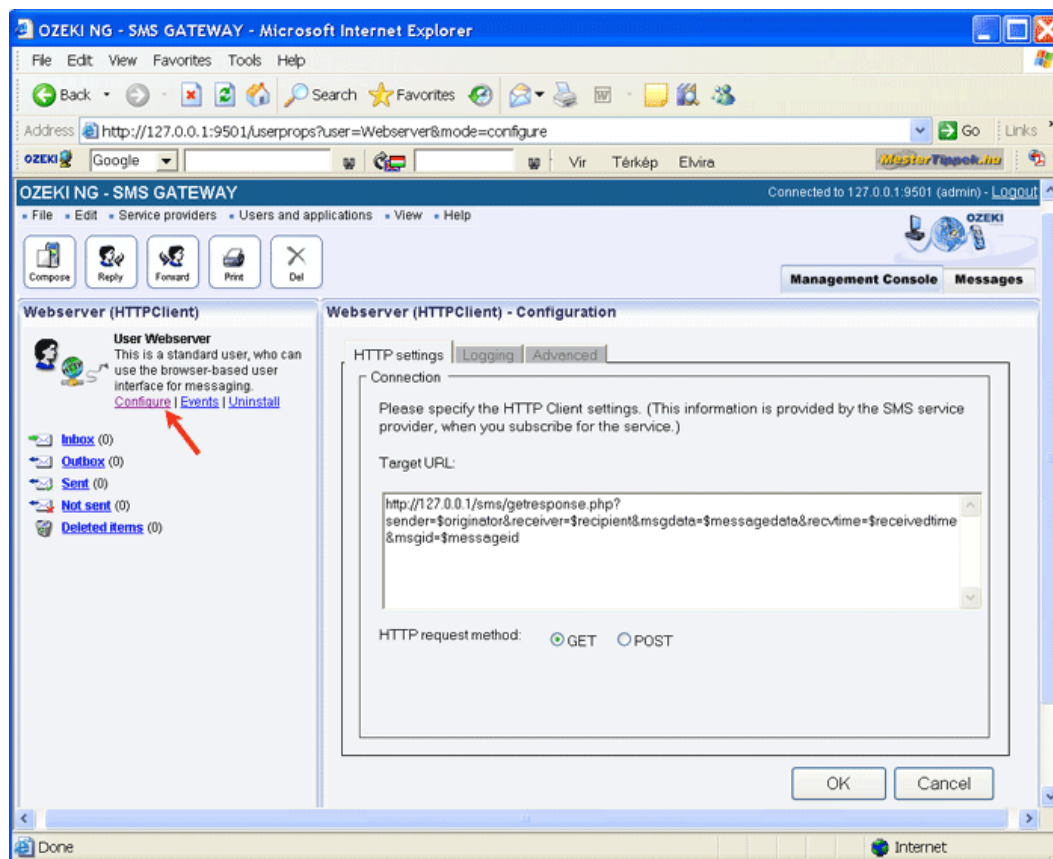 OZEKI NG - SMS GATEWAY - Microsoft Internet Explorer
File Edit View Favorites Tools Help
Back Search Favorites
Address http://127.0.0.1:9501/userprops?user=Webserver&mode=configure Go Links
OZEKI Google Vir Térkép Elvira MesterTippek.hu
OZEKI NG - SMS GATEWAY Connected to 127.0.0.1:9501 (admin) - Logout
File Edit Service providers Users and applications View Help
OZEKI
Compose Reply Forward Print Del
Management Console Messages
Webserver (HTTPClient)
User Webserver
This is a standard user, who can
use the browser-based user
interface for messaging.
Configure | Events | Uninstall
Inbox (0)
Outbox (0)
Sent (0)
Not sent (0)
Deleted items (0)
Webserver (HTTPClient) - Configuration
HTTP settings Logging Advanced
Connection
Please specify the HTTP Client settings. (This information is provided by the SMS service
provider, when you subscribe for the service.)
Target URL:
http://127.0.0.1/sms/getresponse.php?
sender=$originator&receiver=$recipient&msgdata=$messagedata&recvtime=$receivedtime
&msgid=$messageid
HTTP request method: GET POST
OK Cancel
Done Internet